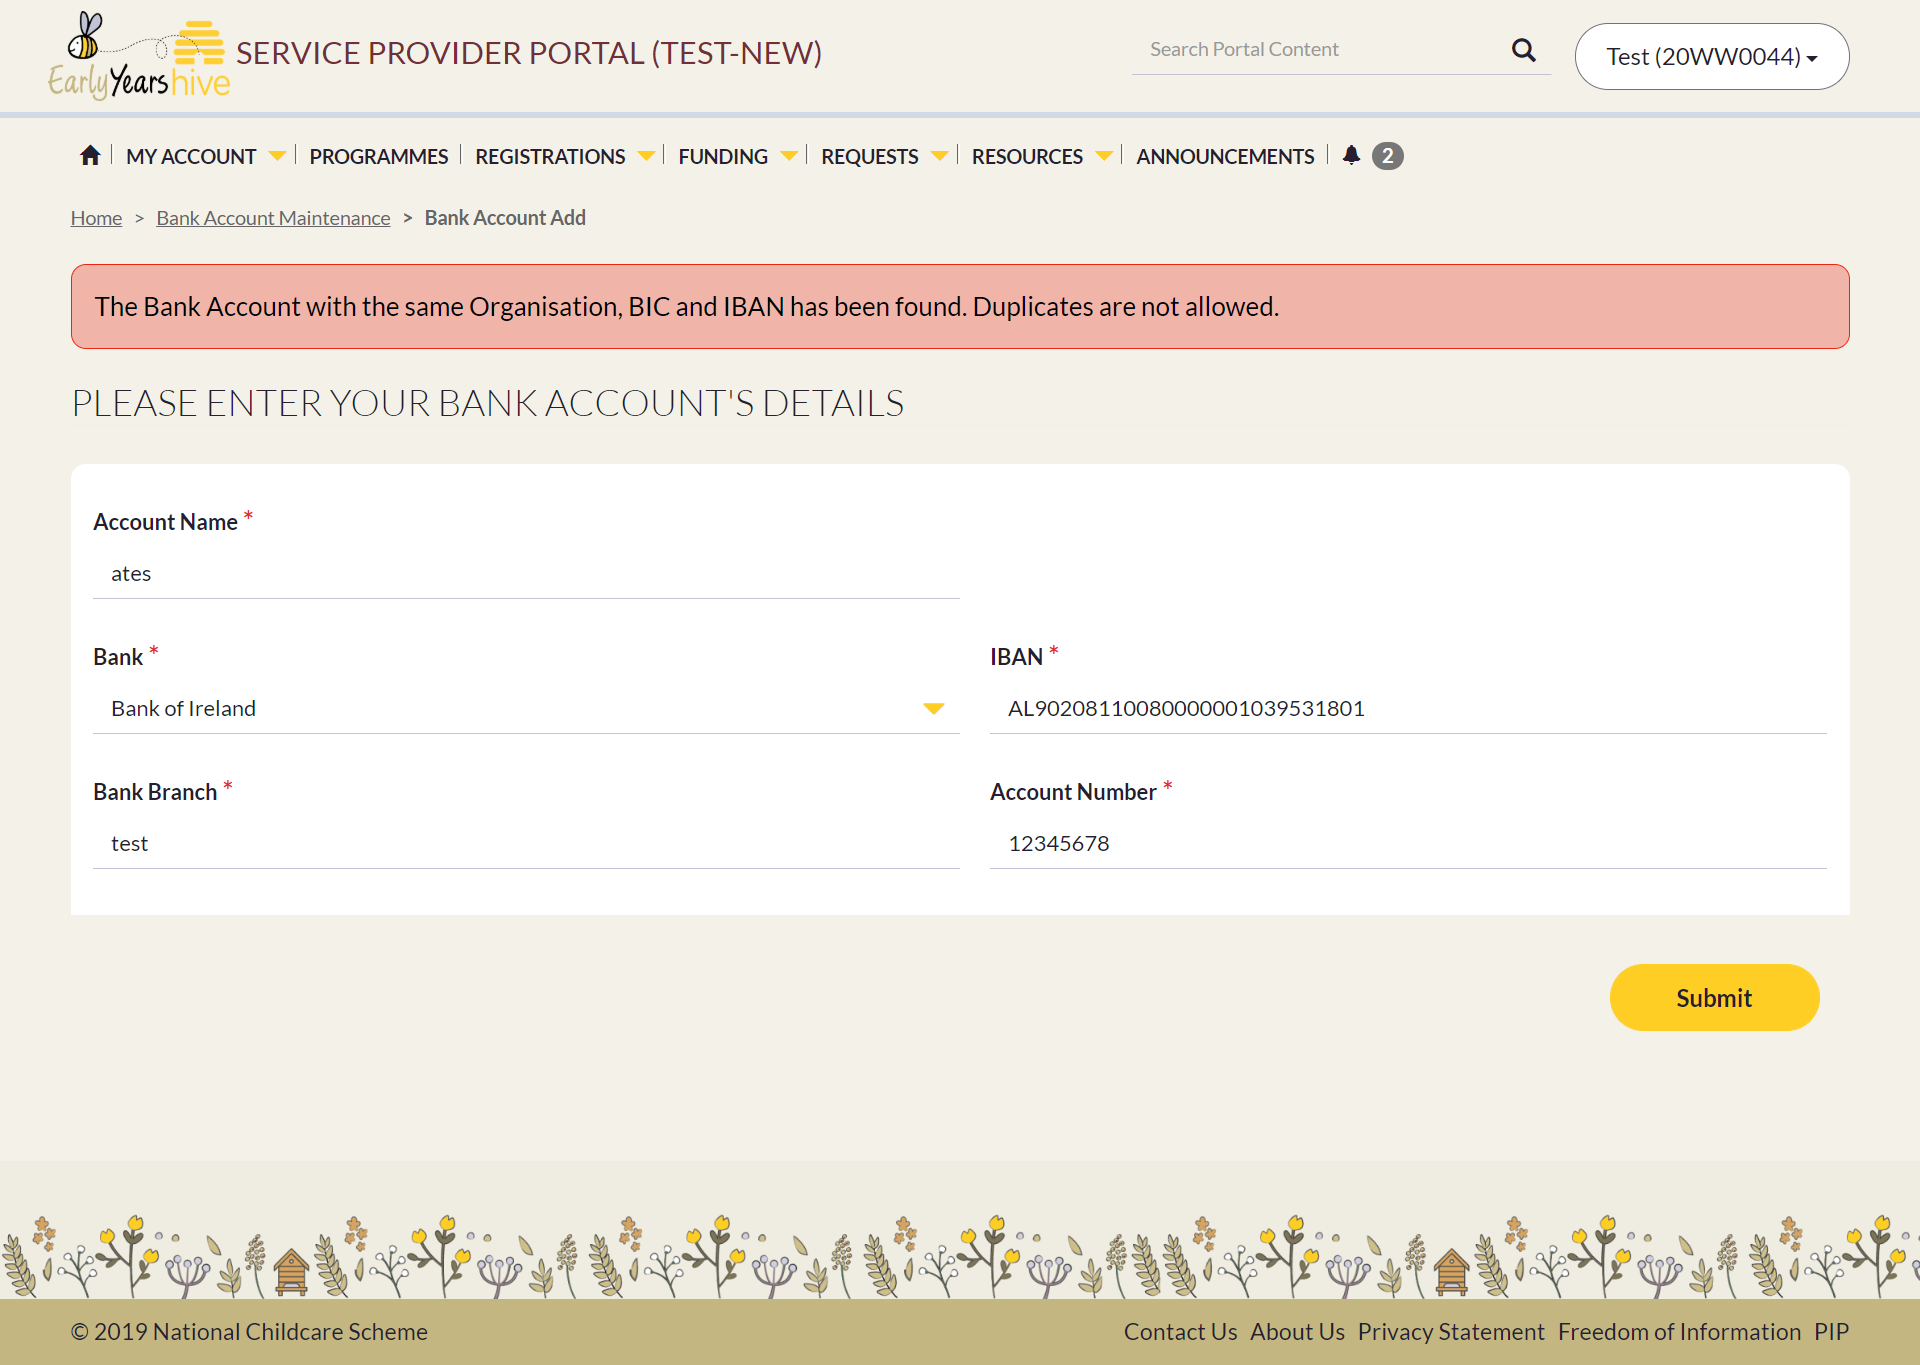 Early Years hive
SERVICE PROVIDER PORTAL (TEST-NEW)
Search Portal Content
Test (20WW0044)
MY ACCOUNT
PROGRAMMES
REGISTRATIONS
FUNDING
REQUESTS
RESOURCES
ANNOUNCEMENTS
2
Home > Bank Account Maintenance > Bank Account Add
The Bank Account with the same Organisation, BIC and IBAN has been found. Duplicates are not allowed.
PLEASE ENTER YOUR BANK ACCOUNT'S DETAILS
Account Name *
ates
Bank *
Bank of Ireland
IBAN *
AL90208110080000001039531801
Bank Branch *
test
Account Number *
12345678
Submit
© 2019 National Childcare Scheme
Contact Us About Us Privacy Statement Freedom of Information PIP